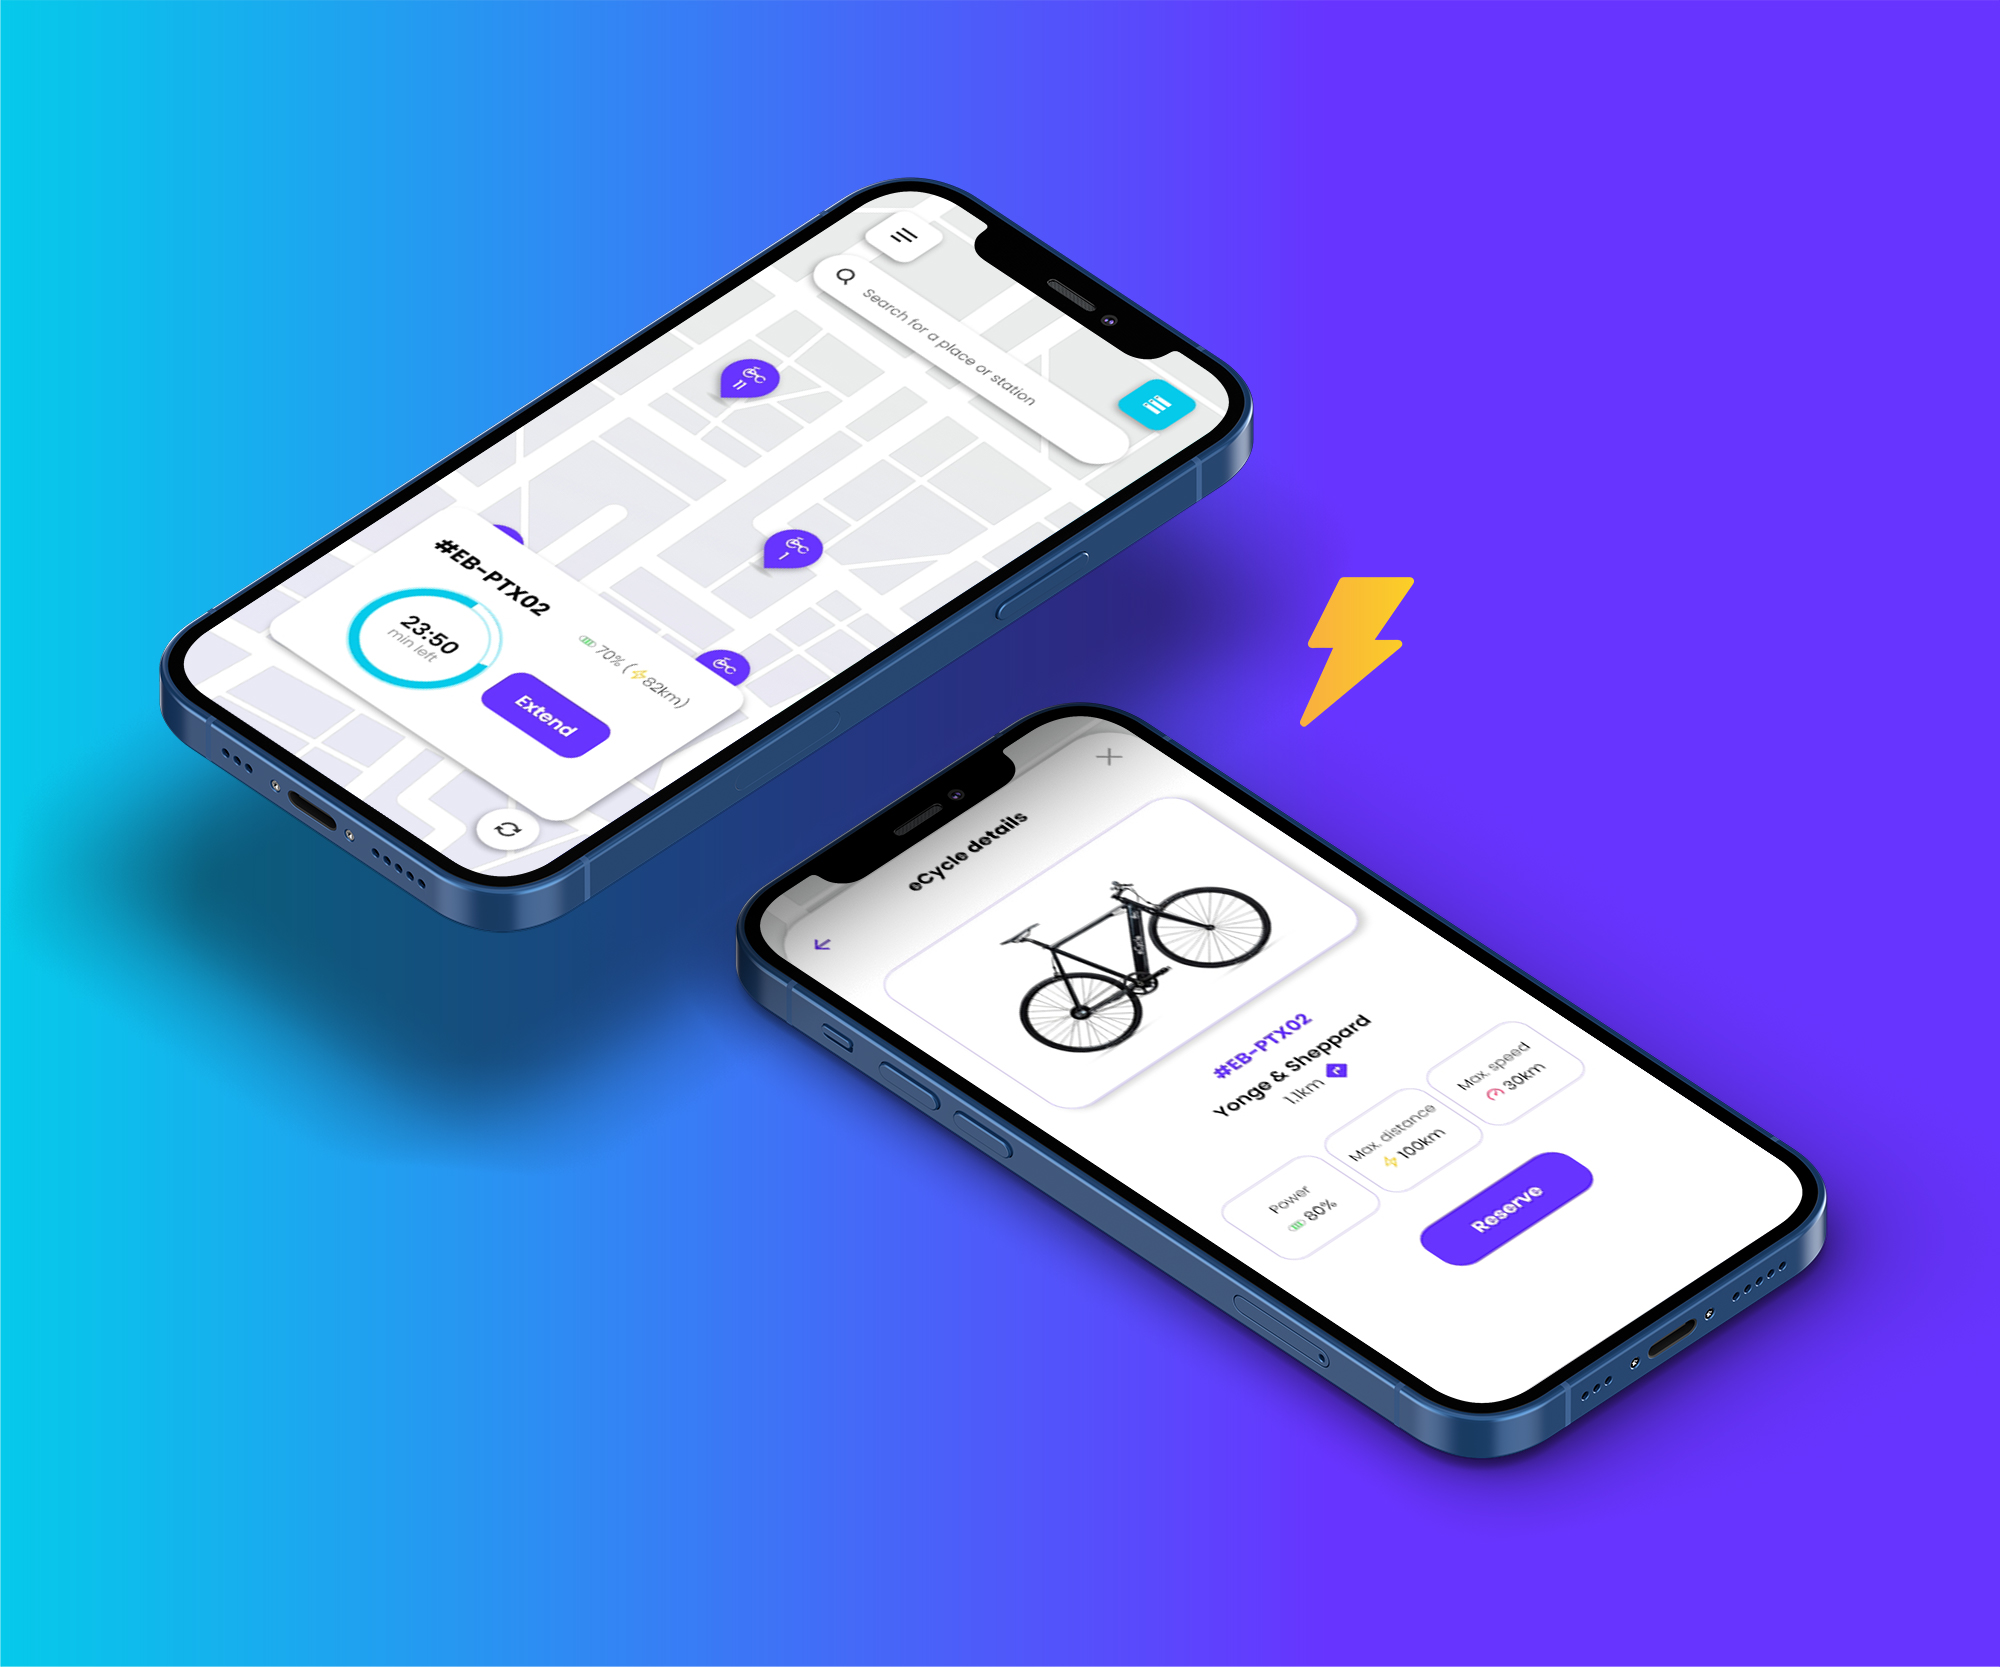 Search for a place or station
11
1
#EB-PTX02
23:50
min left
70% (82km)
Extend
eCycle details
eCycle
#EB-PTX02
Yonge & Sheppard
1.1km
Power
80%
Max. distance
100km
Max. speed
30km
Reserve